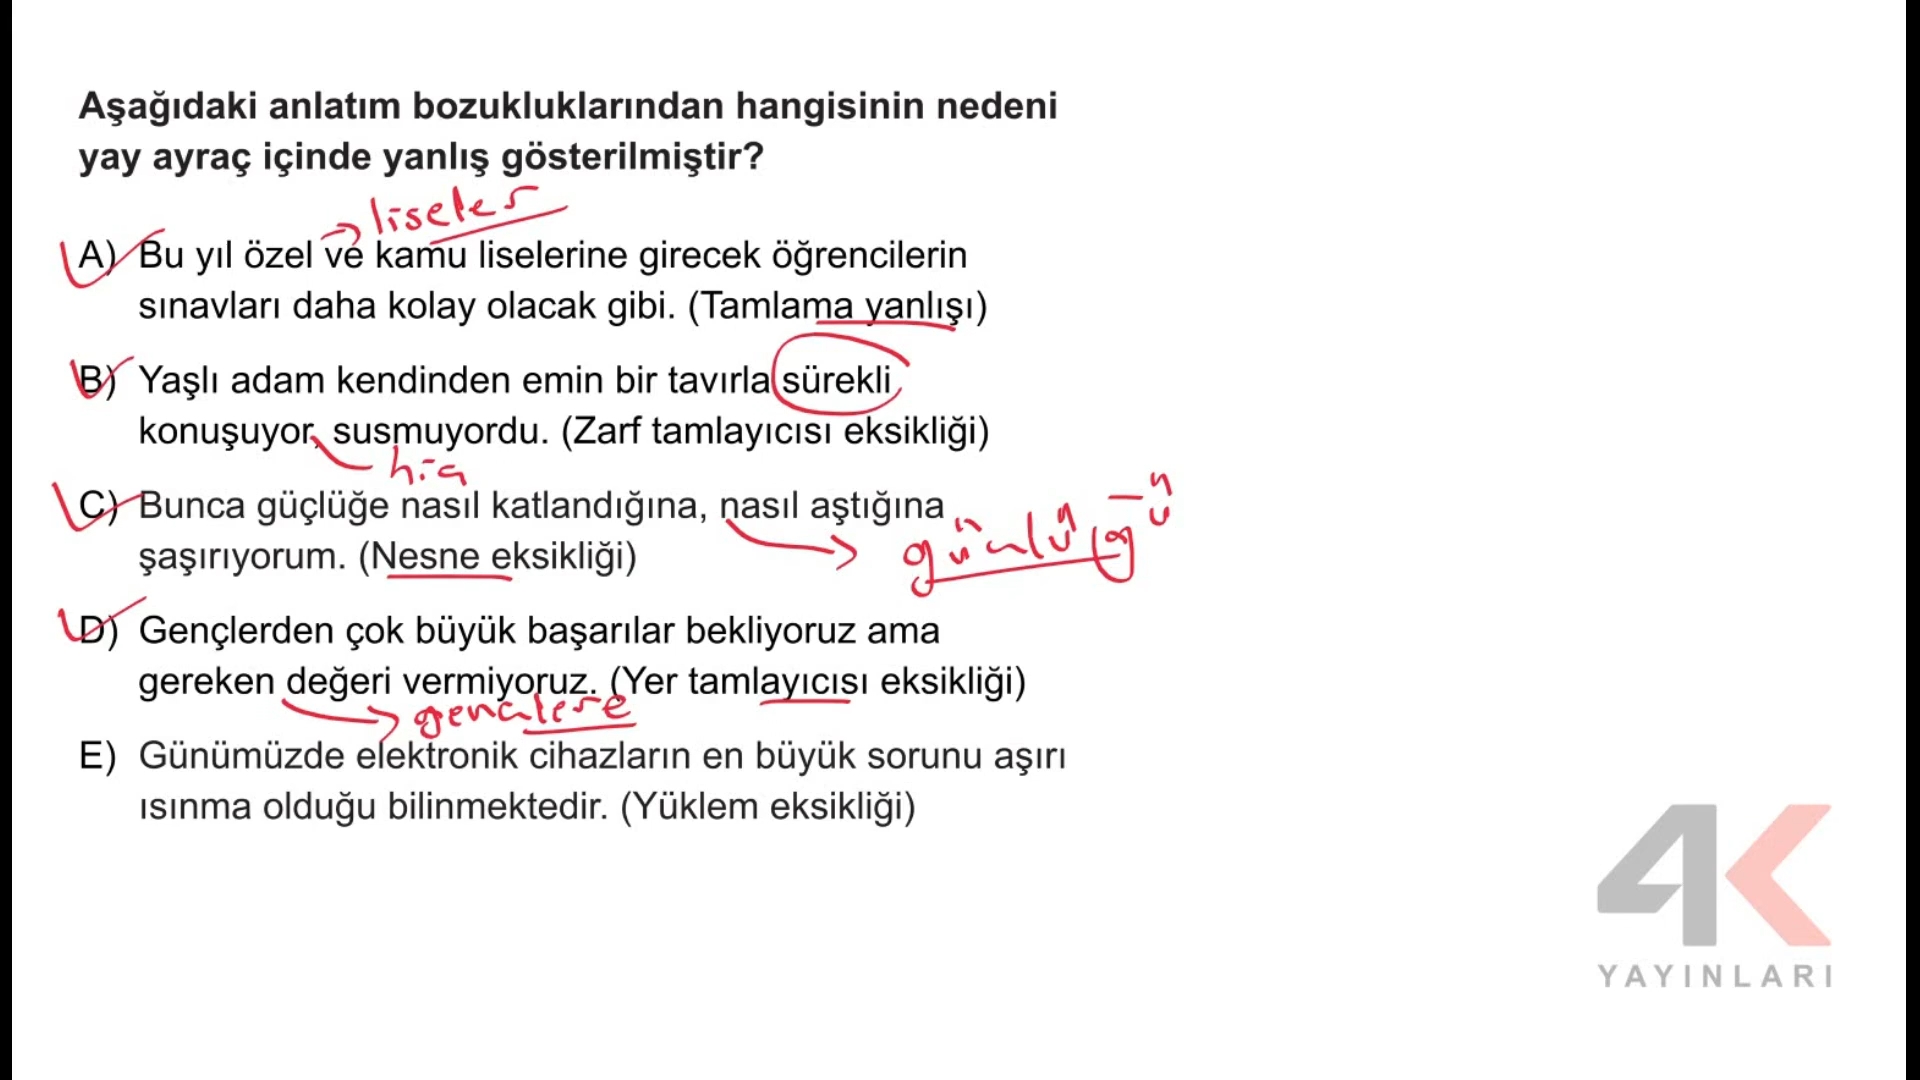 Aşağıdaki anlatım bozukluklarından hangisinin nedeni
yay ayraç içinde yanlış gösterilmiştir?
liseler
A) Bu yıl özel ve kamu liselerine girecek öğrencilerin
sınavları daha kolay olacak gibi. (Tamlama yanlışı)
B) Yaşlı adam kendinden emin bir tavırla sürekli
konuşuyor, susmuyordu. (Zarf tamlayıcısı eksikliği)
hiç
C) Bunca güçlüğe nasıl katlandığına, nasıl aştığına
şaşırıyorum. (Nesne eksikliği)
D) Gençlerden çok büyük başarılar bekliyoruz ama
gereken değeri vermiyoruz. (Yer tamlayıcısı eksikliği)
gençlere
E) Günümüzde elektronik cihazların en büyük sorunu aşırı
ısınma olduğu bilinmektedir. (Yüklem eksikliği)
4K
YAYINLARI